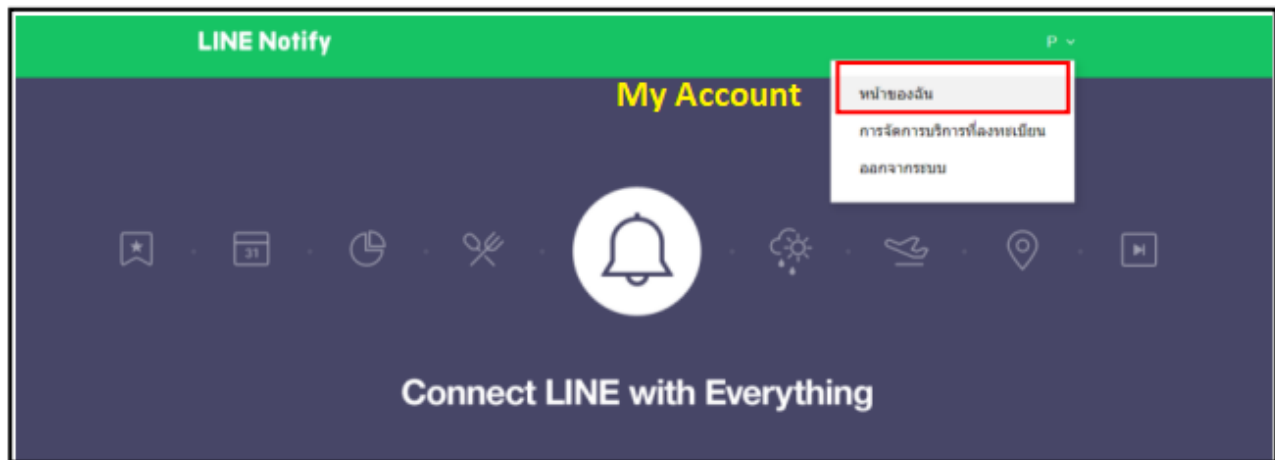 LINE Notify
P
My Account
หน้าของฉัน
การจัดการบริการที่ลงทะเบียน
ออกจากระบบ
31
Connect LINE with Everything